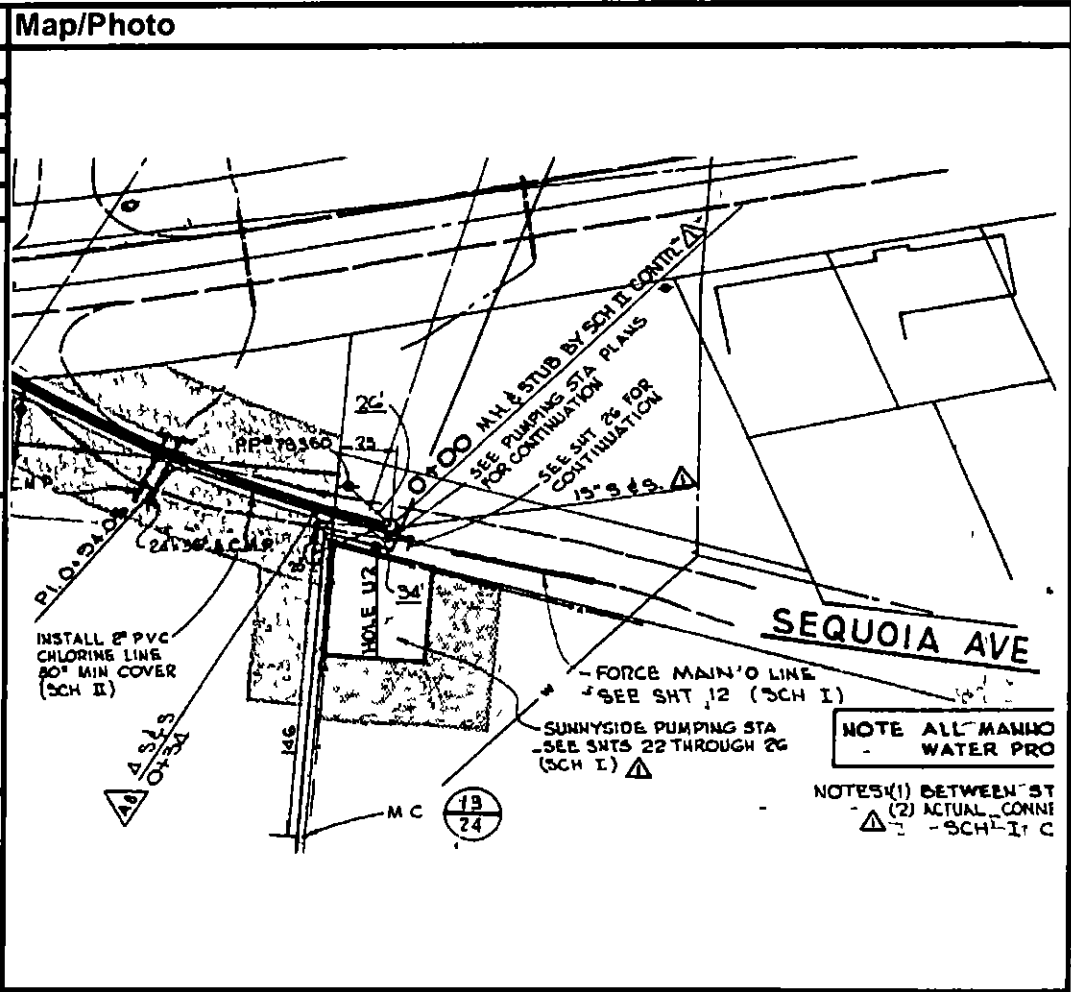 Map/Photo
0+00 M.H. & STUB BY SCH II CONTR.
SEE PUMPING STA PLANS
FOR CONTINUATION
SEE SHT 26 FOR
CONTINUATION
15" S & S.
26'
25
34'
HOLE U2
146
INSTALL 2" PVC
CHLORINE LINE
30" MIN COVER
(SCH II)
SEQUOIA AVE
FORCE MAIN 'O' LINE
SEE SHT 12 (SCH I)
SUNNYSIDE PUMPING STA
SEE SHTS 22 THROUGH 26
(SCH I)
M C
24
NOTE ALL MANHO
WATER PRO
NOTES (1) BETWEEN ST
(2) ACTUAL CONNE